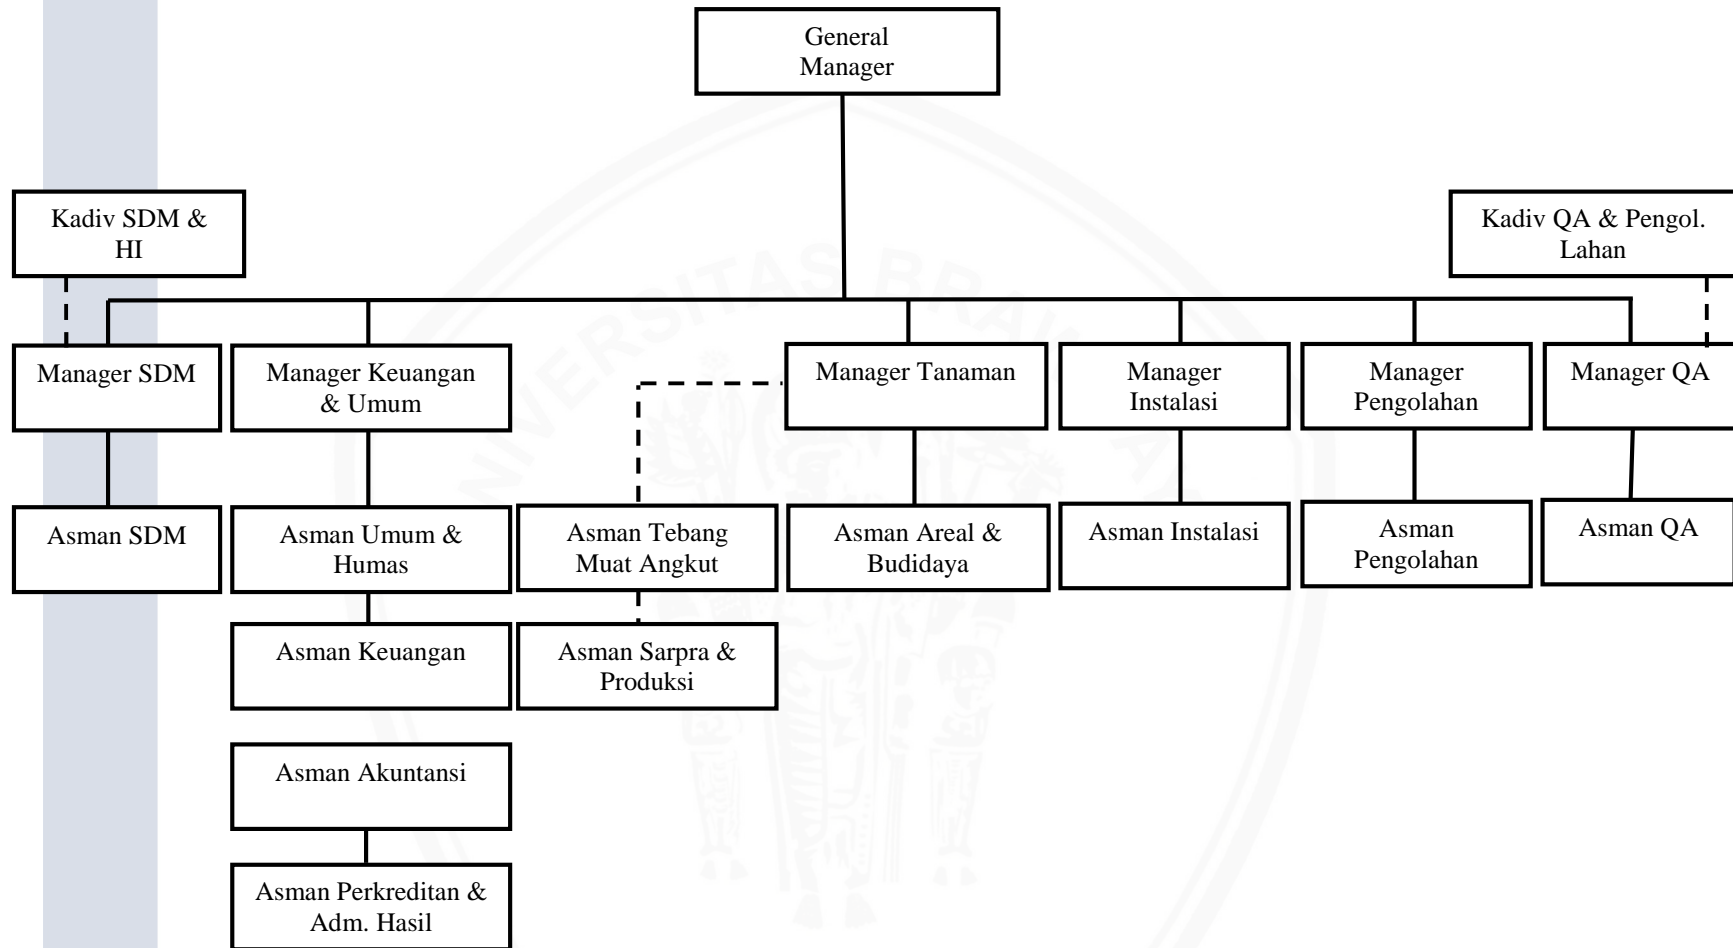 General
Manager
Kadiv SDM &
HI
Kadiv QA & Pengol.
Lahan
Manager SDM
Manager Keuangan
& Umum
Manager Tanaman
Manager
Instalasi
Manager
Pengolahan
Manager QA
Asman SDM
Asman Umum &
Humas
Asman Tebang
Muat Angkut
Asman Areal &
Budidaya
Asman Instalasi
Asman
Pengolahan
Asman QA
Asman Keuangan
Asman Sarpra &
Produksi
Asman Akuntansi
Asman Perkreditan &
Adm. Hasil